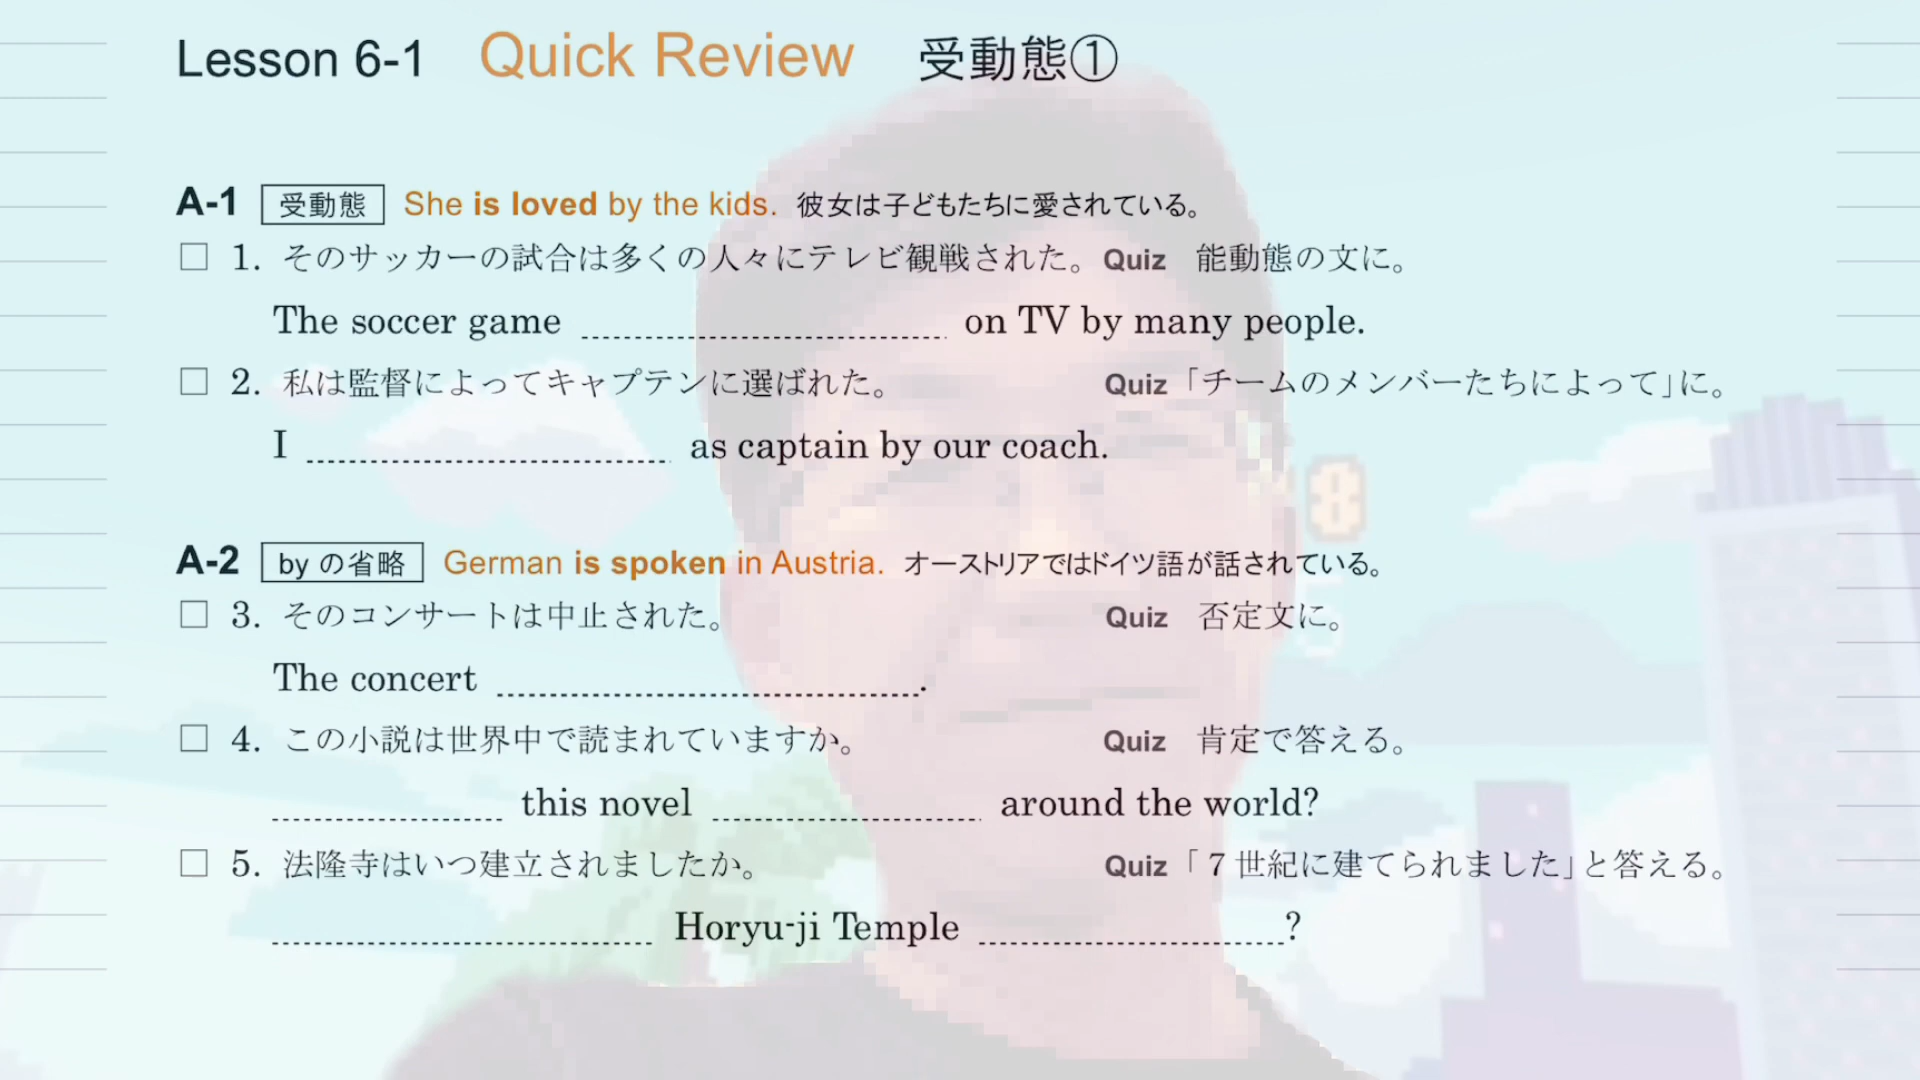 Lesson 6-1 Quick Review 受動態①
A-1 受動態 She is loved by the kids. 彼女は子どもたちに愛されている。
□ 1. そのサッカーの試合は多くの人々にテレビ観戦された。 Quiz 能動態の文に。
The soccer game ______ on TV by many people.
□ 2. 私は監督によってキャプテンに選ばれた。 Quiz 「チームのメンバーたちによって」に。
I ______ as captain by our coach.
A-2 by の省略 German is spoken in Austria. オーストリアではドイツ語が話されている。
□ 3. そのコンサートは中止された。 Quiz 否定文に。
The concert ______.
□ 4. この小説は世界中で読まれていますか。 Quiz 肯定で答える。
______ this novel ______ around the world?
□ 5. 法隆寺はいつ建立されましたか。 Quiz 「７世紀に建てられました」と答える。
______ Horyu-ji Temple ______?